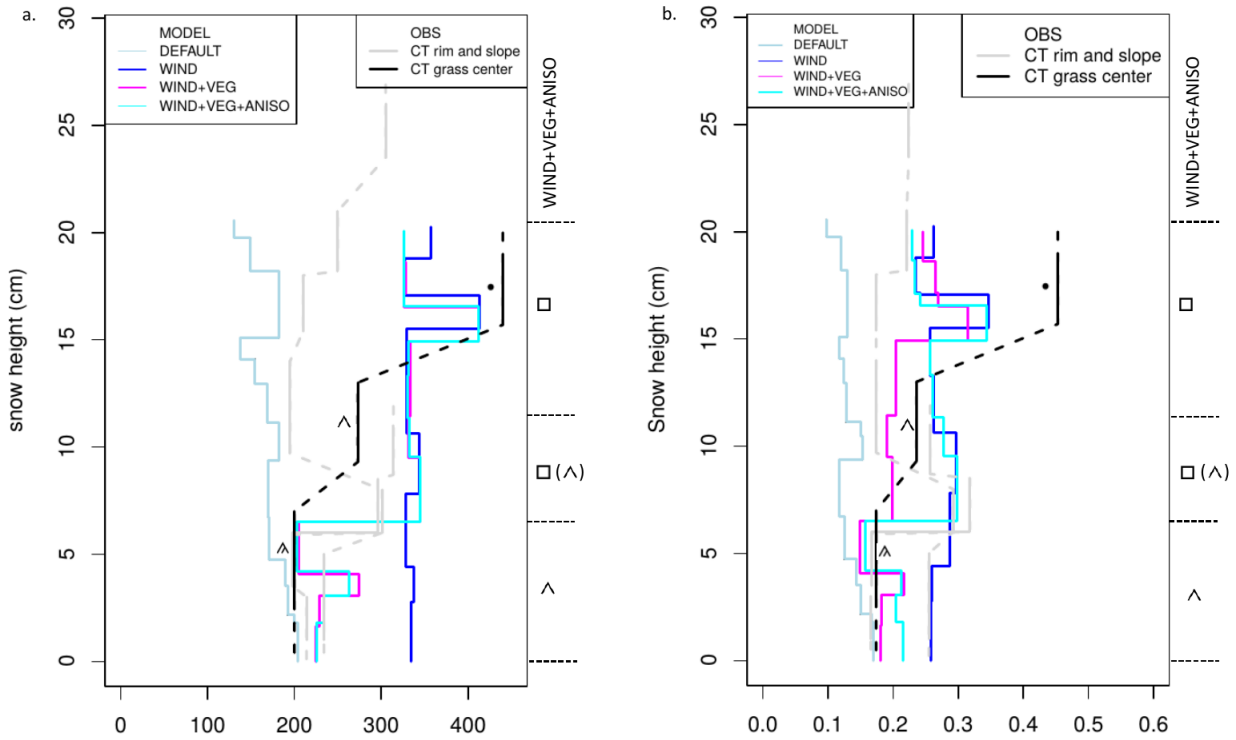 a.
MODEL
DEFAULT
WIND
WIND+VEG
WIND+VEG+ANISO
OBS
CT rim and slope
CT grass center
snow height (cm)
30
25
20
15
10
5
0
0 100 200 300 400
WIND+VEG+ANISO
□
□ (∧)
∧
b.
MODEL
DEFAULT
WIND
WIND+VEG
WIND+VEG+ANISO
OBS
CT rim and slope
CT grass center
Snow height (cm)
30
25
20
15
10
5
0
0.0 0.1 0.2 0.3 0.4 0.5 0.6
WIND+VEG+ANISO
□
□ (∧)
∧